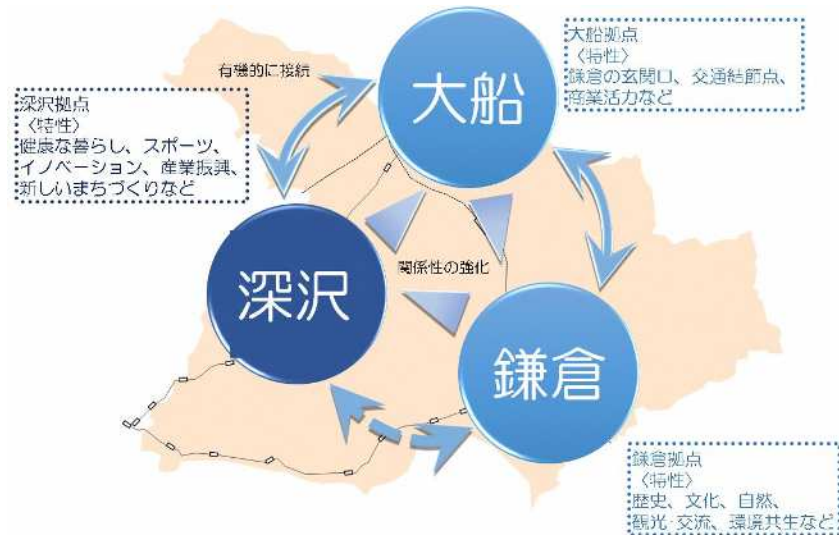 大船拠点
〈特性〉
鎌倉の玄関口、交通結節点、
商業活力など
有機的に接続
大船
深沢拠点
〈特性〉
健康な暮らし、スポーツ、
イノベーション、産業振興、
新しいまちづくりなど
関係性の強化
深沢
鎌倉
鎌倉拠点
〈特性〉
歴史、文化、自然、
観光・交流、環境共生など